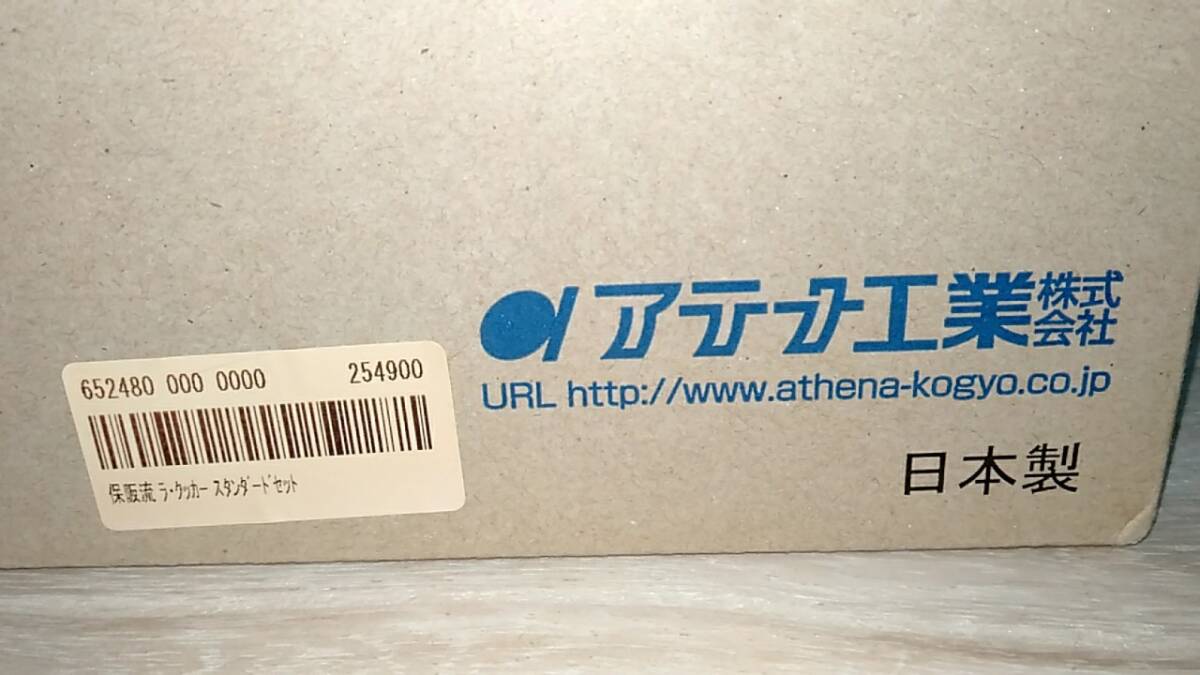 アテナ工業株式会社
URL http://www.athena-kogyo.co.jp
日本製
652480 000 0000 254900
保阪流 ﾗ･ｸｯｶｰ ｽﾀﾝﾀﾞｰﾄﾞｾｯﾄ